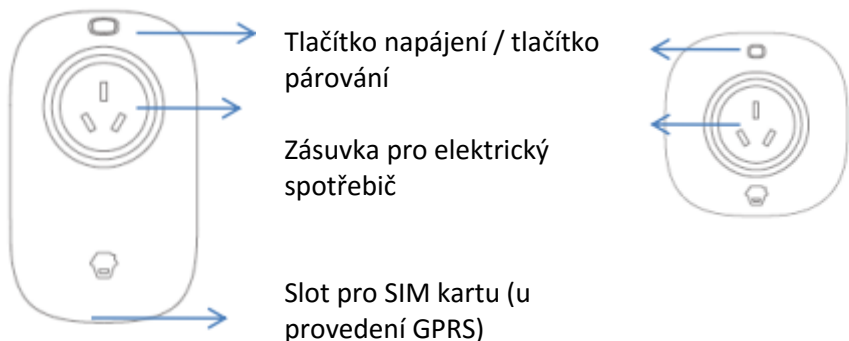 Tlačítko napájení / tlačítko
párování
Zásuvka pro elektrický
spotřebič
Slot pro SIM kartu (u
provedení GPRS)